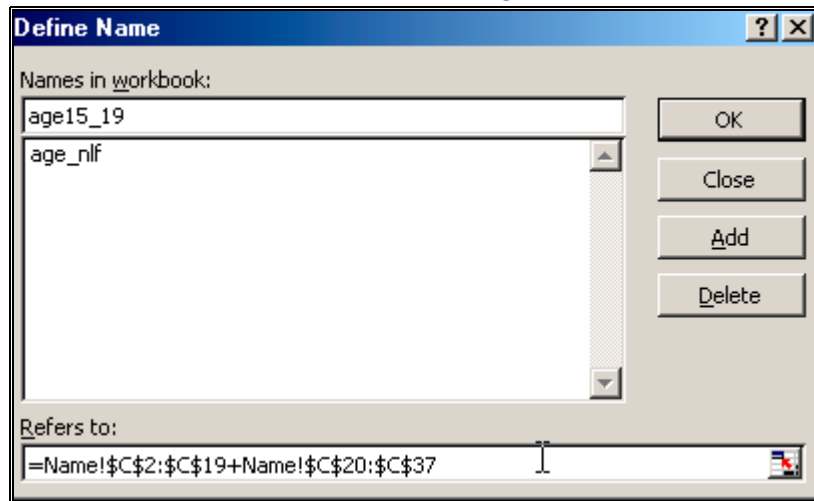 Define Name
? X
Names in workbook:
age15_19
OK
age_nlf
Close
Add
Delete
Refers to:
=Name!$C$2:$C$19+Name!$C$20:$C$37